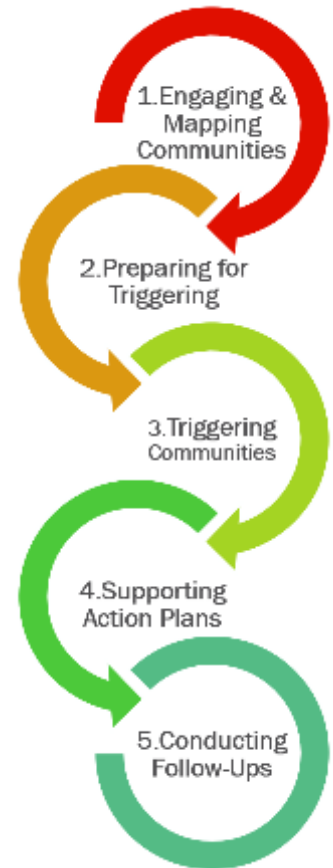 1.Engaging &
Mapping
Communities
2.Preparing for
Triggering
3.Triggering
Communities
4.Supporting
Action Plans
5.Conducting
Follow-Ups